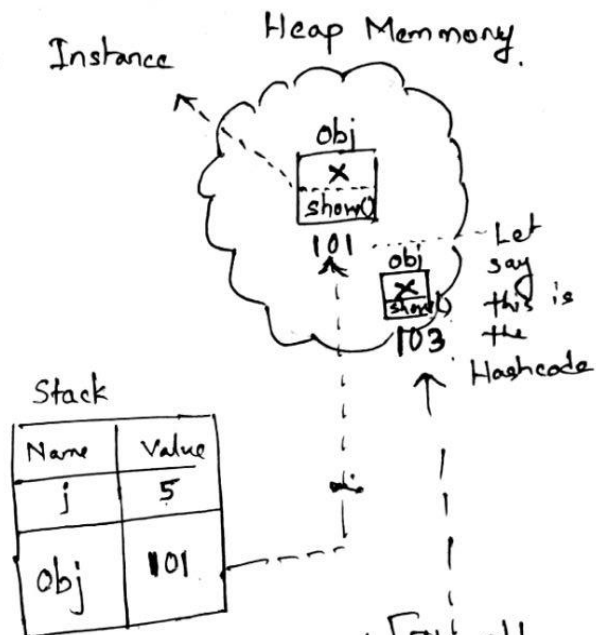 Heap Memmory.
Instance
obj
x
show()
101
Let
say
this is
the
Hashcode
obj
x
show()
103
Stack
Name Value
j 5
obj 101